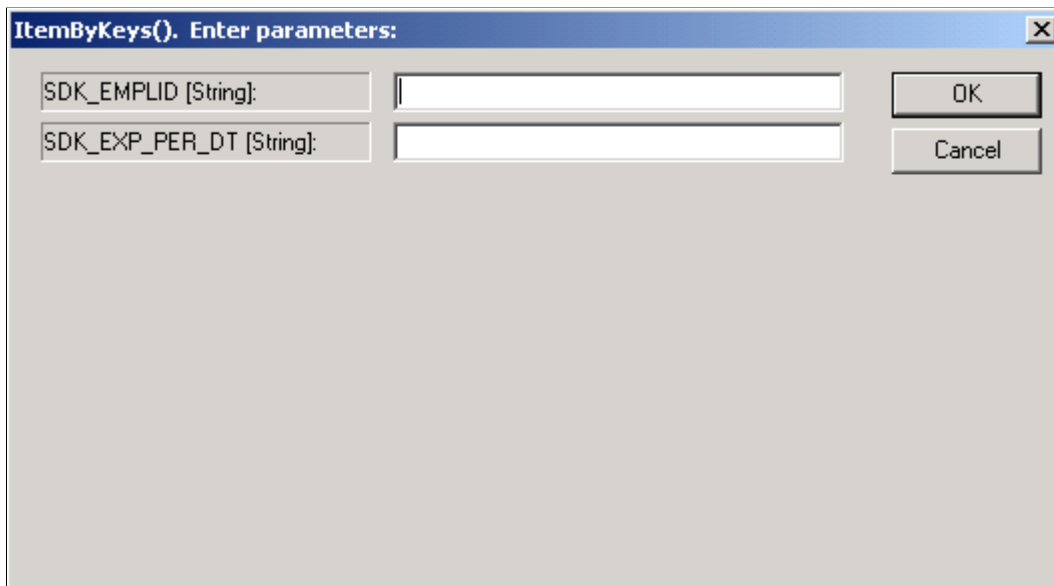 ItemByKeys().  Enter parameters:
SDK_EMPLID [String]:
OK
SDK_EXP_PER_DT [String]:
Cancel